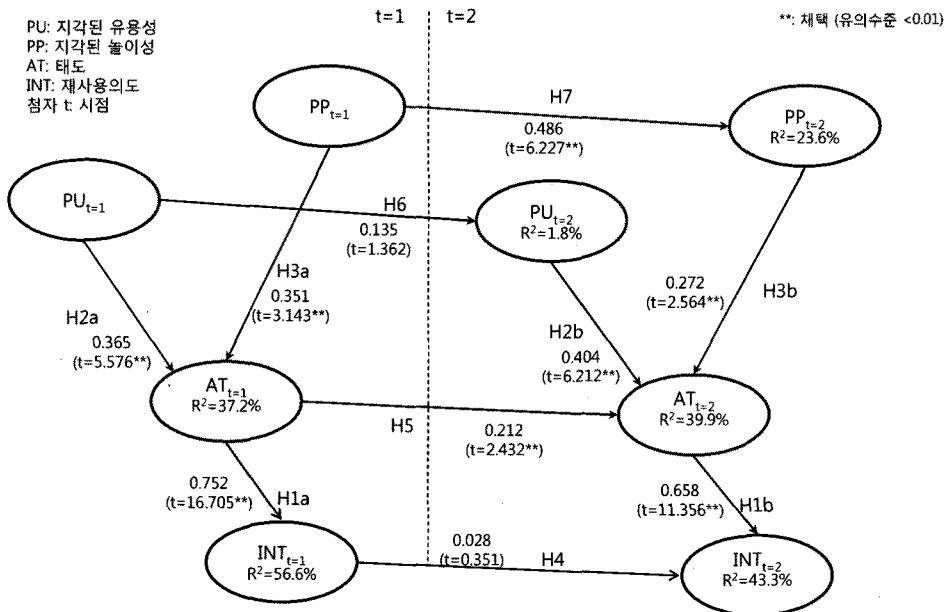 t=1
t=2
**: 채택 (유의수준 <0.01)
PU: 지각된 유용성
PP: 지각된 놀이성
AT: 태도
INT: 재사용의도
첨자 t: 시점
PPt=1
H7
0.486
(t=6.227**)
PPt=2
R²=23.6%
PUt=1
H6
0.135
(t=1.362)
PUt=2
R²=1.8%
H3a
0.351
(t=3.143**)
0.272
(t=2.564**)
H3b
H2a
0.365
(t=5.576**)
H2b
0.404
(t=6.212**)
ATt=1
R²=37.2%
H5
0.212
(t=2.432**)
ATt=2
R²=39.9%
0.752
(t=16.705**)
H1a
0.658
(t=11.356**)
H1b
INTt=1
R²=56.6%
0.028
(t=0.351)
H4
INTt=2
R²=43.3%